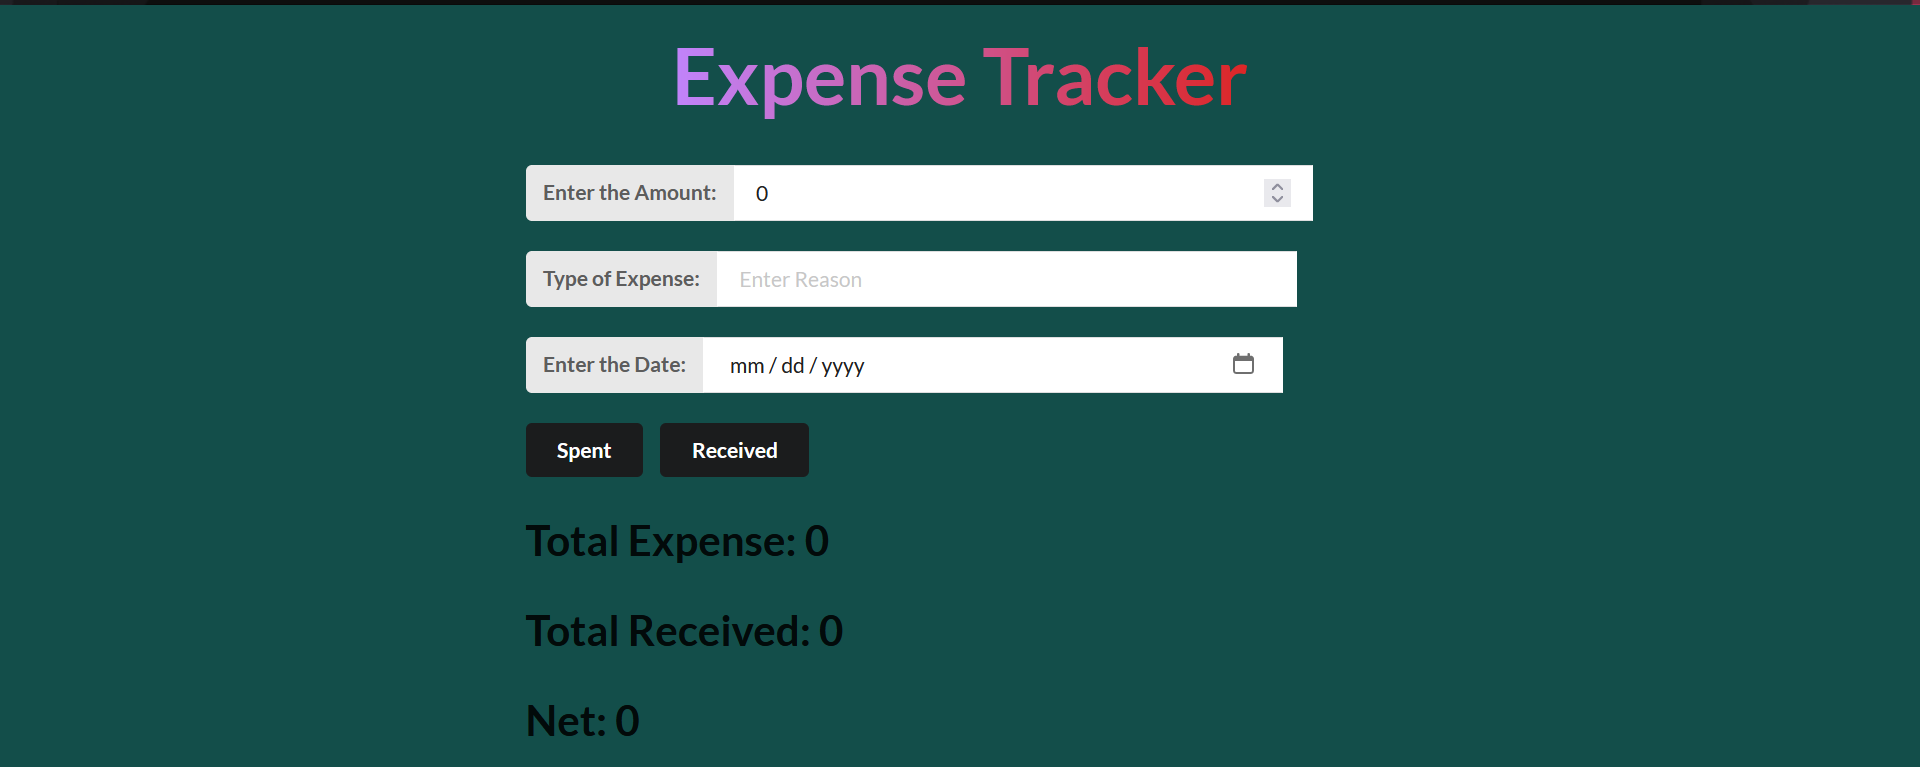 Expense Tracker
Enter the Amount: 0
Type of Expense: Enter Reason
Enter the Date: mm / dd / yyyy
Spent Received
Total Expense: 0
Total Received: 0
Net: 0